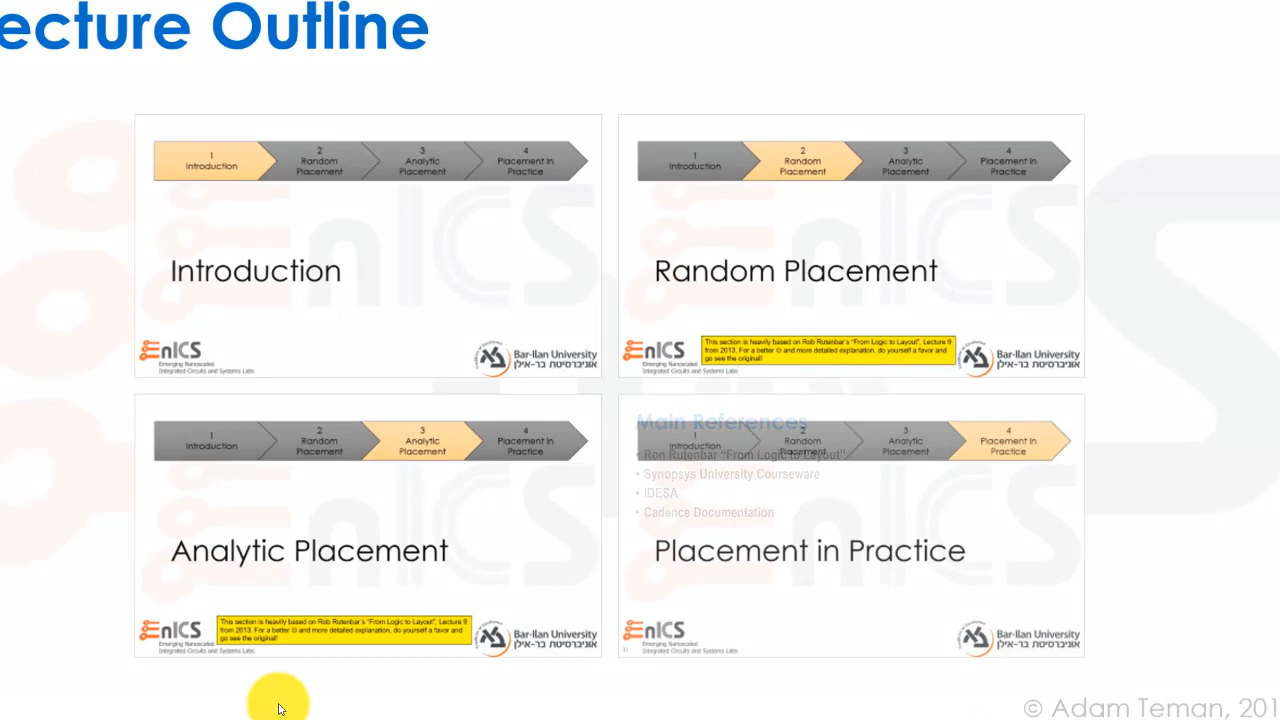 ecture Outline
1
Introduction
2
Random
Placement
3
Analytic
Placement
4
Placement in
Practice
Introduction
EnICS
Emerging Nanoscaled
Integrated Circuits and Systems Labs
Bar-Ilan University
אוניברסיטת בר-אילן
1
Introduction
2
Random
Placement
3
Analytic
Placement
4
Placement in
Practice
Random Placement
EnICS
Emerging Nanoscaled
Integrated Circuits and Systems Labs
This section is heavily based on Rob Rutenbar's "From Logic to Layout", Lecture 9
from 2013. For a better ☺ and more detailed explanation, do yourself a favor and
go see the original!
Bar-Ilan University
אוניברסיטת בר-אילן
1
Introduction
2
Random
Placement
3
Analytic
Placement
4
Placement in
Practice
Analytic Placement
EnICS
Emerging Nanoscaled
Integrated Circuits and Systems Labs
This section is heavily based on Rob Rutenbar's "From Logic to Layout", Lecture 9
from 2013. For a better ☺ and more detailed explanation, do yourself a favor and
go see the original!
Bar-Ilan University
אוניברסיטת בר-אילן
Main References
1
Introduction
2
Random
Placement
3
Analytic
Placement
4
Placement in
Practice
• Ron Rutenbar "From Logic to Layout"
• Synopsys University Courseware
• IDESA
• Cadence Documentation
Placement in Practice
EnICS
Emerging Nanoscaled
Integrated Circuits and Systems Labs
Bar-Ilan University
אוניברסיטת בר-אילן
© Adam Teman, 201